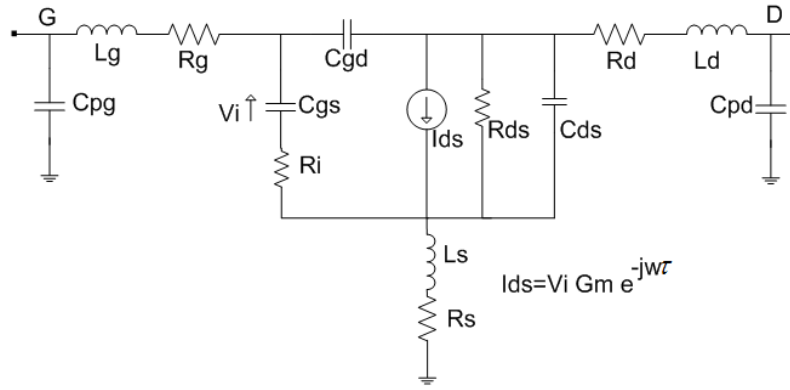 G
D
Lg
Rg
Cgd
Rd
Ld
Cpg
Vi
Cgs
Ids
Rds
Cds
Cpd
Ri
Ls
Ids=Vi Gm e^-jwτ
Rs